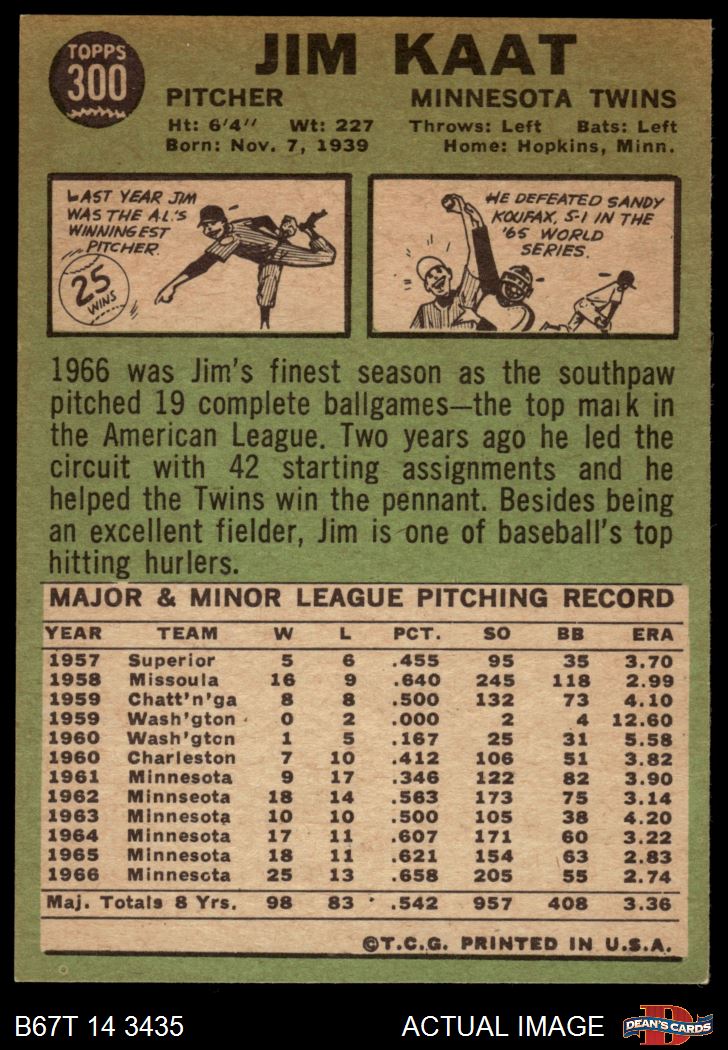 TOPPS
300
JIM KAAT
PITCHER MINNESOTA TWINS
Ht: 6'4" Wt: 227 Throws: Left Bats: Left
Born: Nov. 7, 1939 Home: Hopkins, Minn.
LAST YEAR JIM
WAS THE A.L.'S
WINNINGEST
PITCHER.
25
WINS
HE DEFEATED SANDY
KOUFAX, 5-1 IN THE
'65 WORLD
SERIES.
1966 was Jim's finest season as the southpaw
pitched 19 complete ballgames—the top mark in
the American League. Two years ago he led the
circuit with 42 starting assignments and he
helped the Twins win the pennant. Besides being
an excellent fielder, Jim is one of baseball's top
hitting hurlers.
MAJOR & MINOR LEAGUE PITCHING RECORD
YEAR TEAM W L PCT. SO BB ERA
1957 Superior 5 6 .455 95 35 3.70
1958 Missoula 16 9 .640 245 118 2.99
1959 Chatt'n'ga 8 8 .500 132 73 4.10
1959 Wash'gton 0 2 .000 2 4 12.60
1960 Wash'gton 1 5 .167 25 31 5.58
1960 Charleston 7 10 .412 106 51 3.82
1961 Minnesota 9 17 .346 122 82 3.90
1962 Minnseota 18 14 .563 173 75 3.14
1963 Minnesota 10 10 .500 105 38 4.20
1964 Minnesota 17 11 .607 171 60 3.22
1965 Minnesota 18 11 .621 154 63 2.83
1966 Minnesota 25 13 .658 205 55 2.74
Maj. Totals 8 Yrs. 98 83 .542 957 408 3.36
©T.C.G. PRINTED IN U.S.A.
B67T 14 3435 ACTUAL IMAGE
D
DEAN'S CARDS